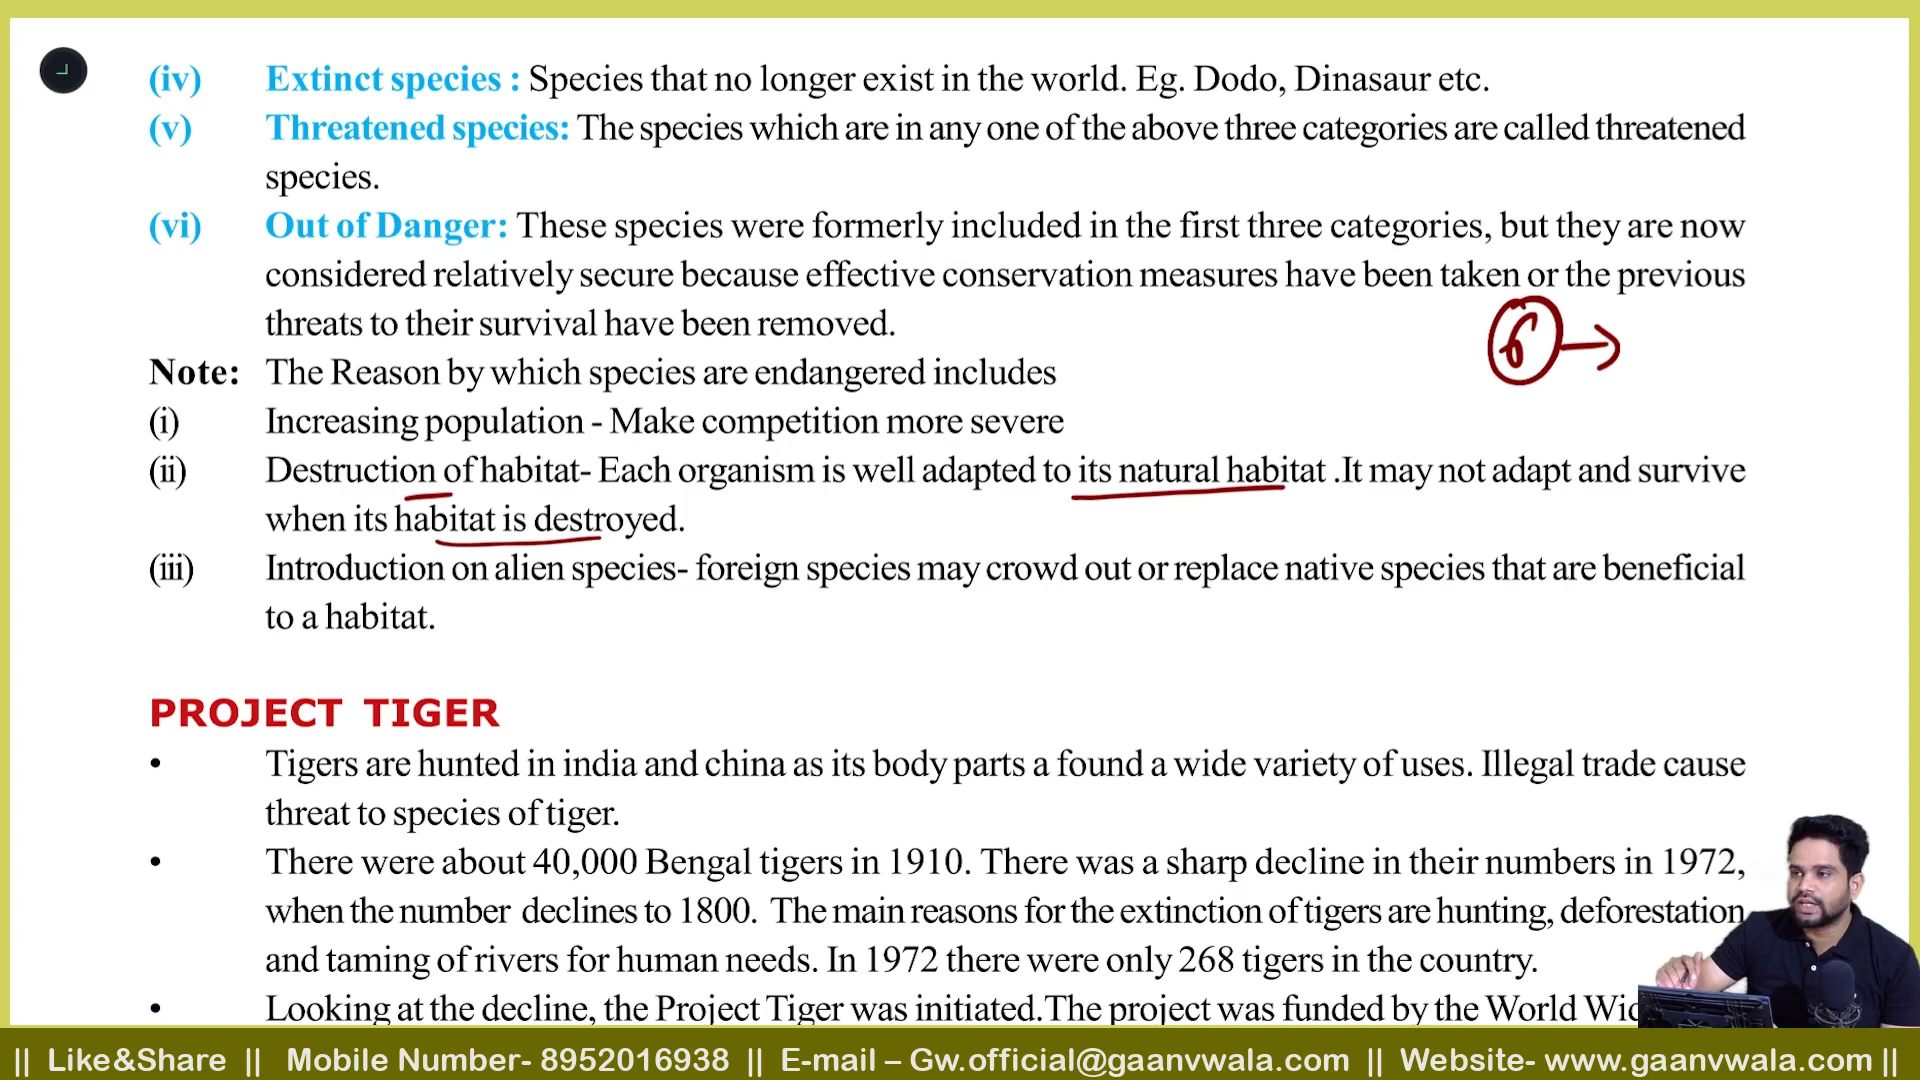 (iv) Extinct species : Species that no longer exist in the world. Eg. Dodo, Dinasaur etc.
(v) Threatened species: The species which are in any one of the above three categories are called threatened
species.
(vi) Out of Danger: These species were formerly included in the first three categories, but they are now
considered relatively secure because effective conservation measures have been taken or the previous
threats to their survival have been removed.
6
Note: The Reason by which species are endangered includes
(i) Increasing population - Make competition more severe
(ii) Destruction of habitat- Each organism is well adapted to its natural habitat .It may not adapt and survive
when its habitat is destroyed.
(iii) Introduction on alien species- foreign species may crowd out or replace native species that are beneficial
to a habitat.
PROJECT TIGER
• Tigers are hunted in india and china as its body parts a found a wide variety of uses. Illegal trade cause
threat to species of tiger.
• There were about 40,000 Bengal tigers in 1910. There was a sharp decline in their numbers in 1972,
when the number declines to 1800. The main reasons for the extinction of tigers are hunting, deforestation
and taming of rivers for human needs. In 1972 there were only 268 tigers in the country.
• Looking at the decline, the Project Tiger was initiated.The project was funded by the World
|| Like&Share || Mobile Number- 8952016938 || E-mail – Gw.official@gaanvwala.com || Website- www.gaanvwala.com ||